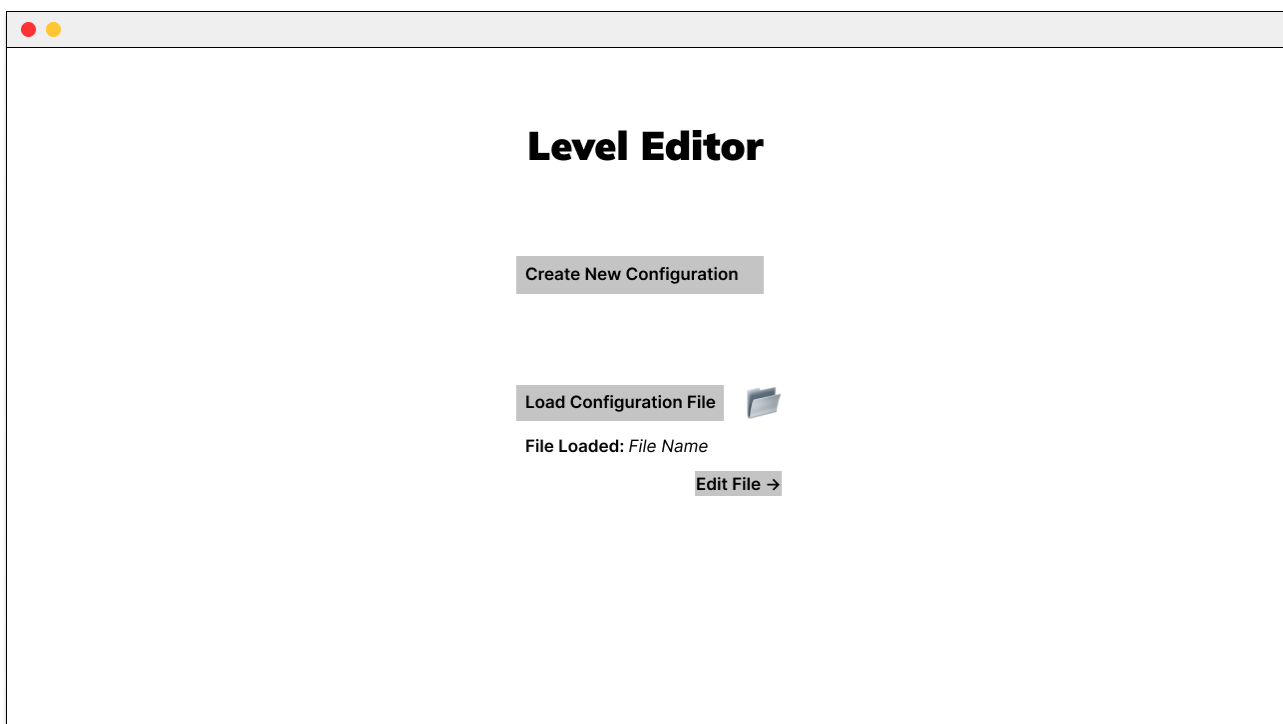 Level Editor
Create New Configuration
Load Configuration File
File Loaded: File Name
Edit File →